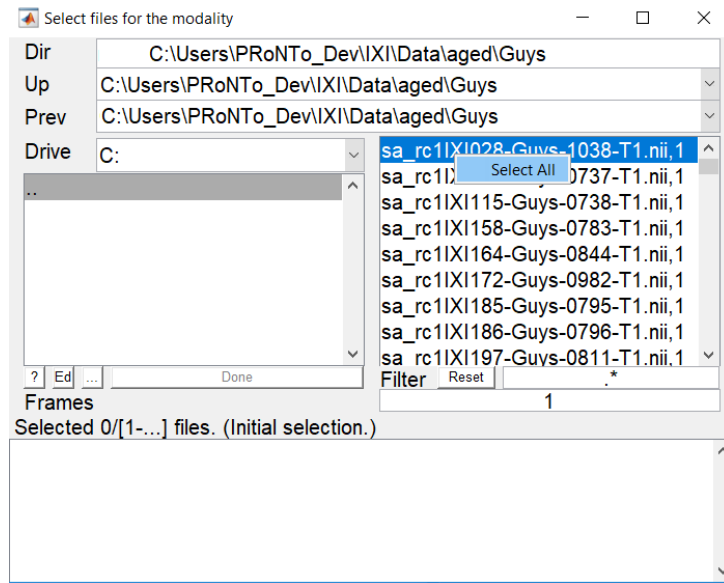 Select files for the modality
Dir C:\Users\PRoNTo_Dev\IXI\Data\aged\Guys
Up C:\Users\PRoNTo_Dev\IXI\Data\aged\Guys
Prev C:\Users\PRoNTo_Dev\IXI\Data\aged\Guys
Drive C:
..
sa_rc1IXI028-Guys-1038-T1.nii,1
Select All
sa_rc1IXI115-Guys-0738-T1.nii,1
sa_rc1IXI158-Guys-0783-T1.nii,1
sa_rc1IXI164-Guys-0844-T1.nii,1
sa_rc1IXI172-Guys-0982-T1.nii,1
sa_rc1IXI185-Guys-0795-T1.nii,1
sa_rc1IXI186-Guys-0796-T1.nii,1
sa_rc1IXI197-Guys-0811-T1.nii,1
? Ed ... Done
Filter Reset .*
Frames 1
Selected 0/[1-...] files. (Initial selection.)